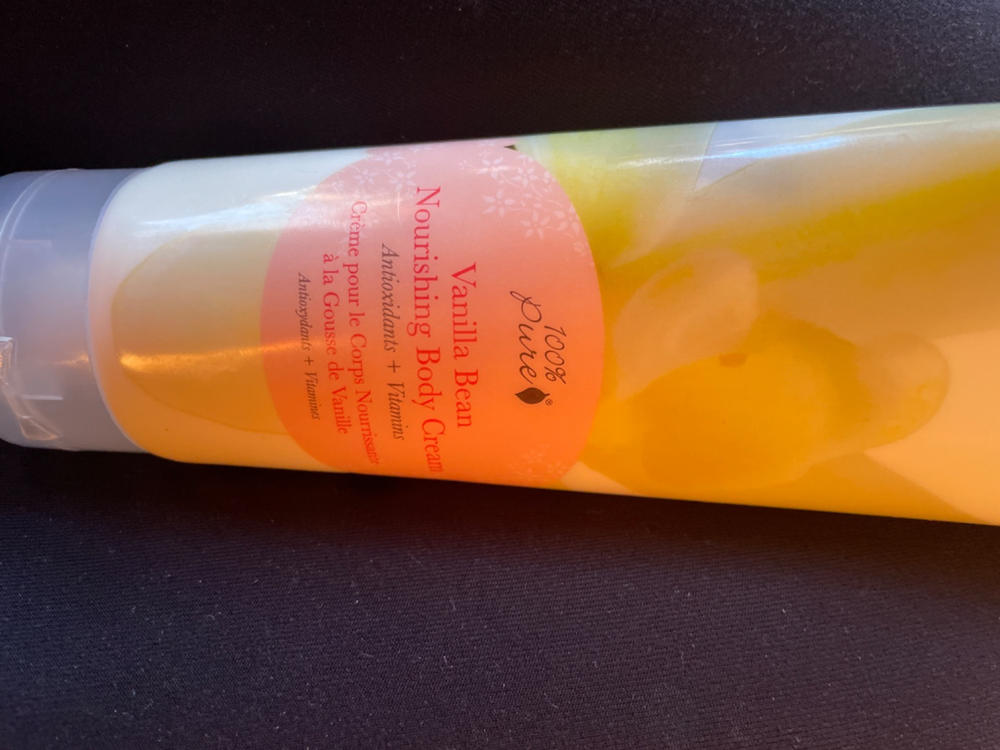 100%
Pure®
Vanilla Bean
Nourishing Body Cream
Antioxidants + Vitamins
Crème pour le Corps Nourrissant
à la Gousse de Vanille
Antioxydants + Vitamines